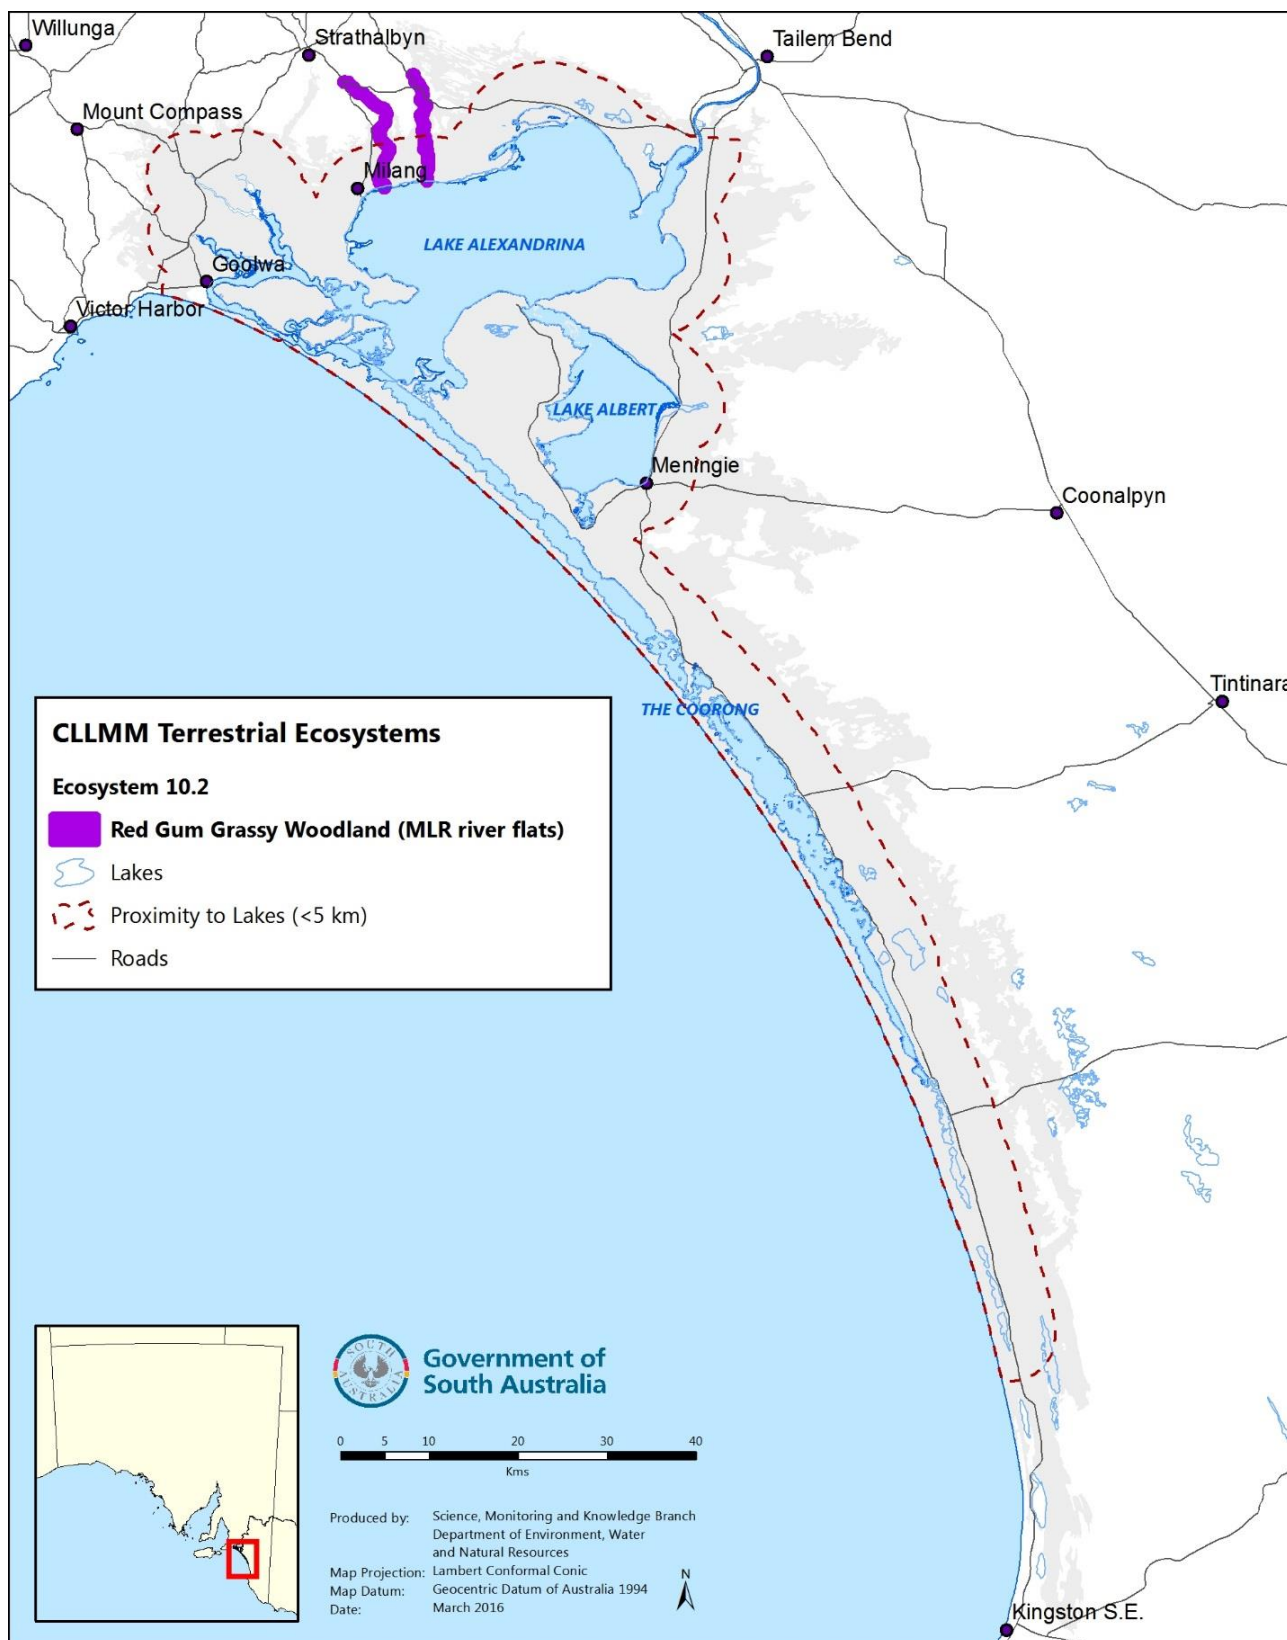 Willunga
Strathalbyn
Tailem Bend
Mount Compass
Milang
LAKE ALEXANDRINA
Goolwa
Victor Harbor
LAKE ALBERT
Meningie
Coonalpyn
Tintinara
THE COORONG
CLLMM Terrestrial Ecosystems
Ecosystem 10.2
Red Gum Grassy Woodland (MLR river flats)
Lakes
Proximity to Lakes (<5 km)
Roads
SOUTH AUSTRALIA
Government of
South Australia
0 5 10 20 30 40
Kms
Produced by: Science, Monitoring and Knowledge Branch
Department of Environment, Water
and Natural Resources
Map Projection: Lambert Conformal Conic
Map Datum: Geocentric Datum of Australia 1994
Date: March 2016
N
Kingston S.E.